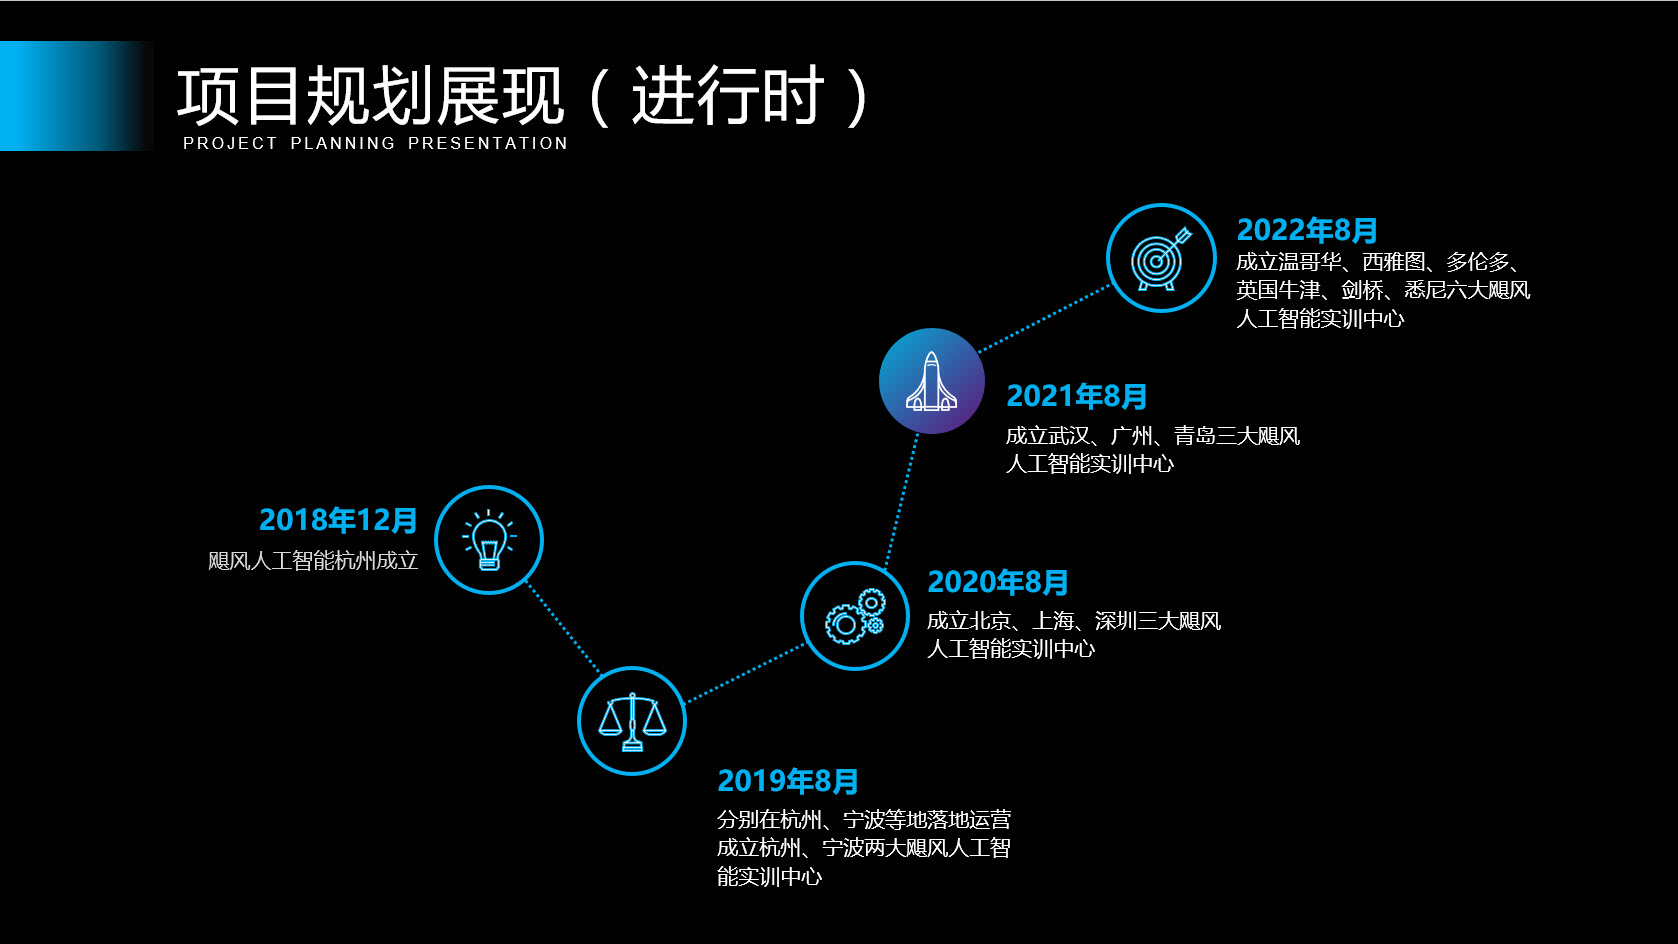 项目规划展现（进行时）
PROJECT PLANNING PRESENTATION
2018年12月
飓风人工智能杭州成立
2019年8月
分别在杭州、宁波等地落地运营
成立杭州、宁波两大飓风人工智
能实训中心
2020年8月
成立北京、上海、深圳三大飓风
人工智能实训中心
2021年8月
成立武汉、广州、青岛三大飓风
人工智能实训中心
2022年8月
成立温哥华、西雅图、多伦多、
英国牛津、剑桥、悉尼六大飓风
人工智能实训中心